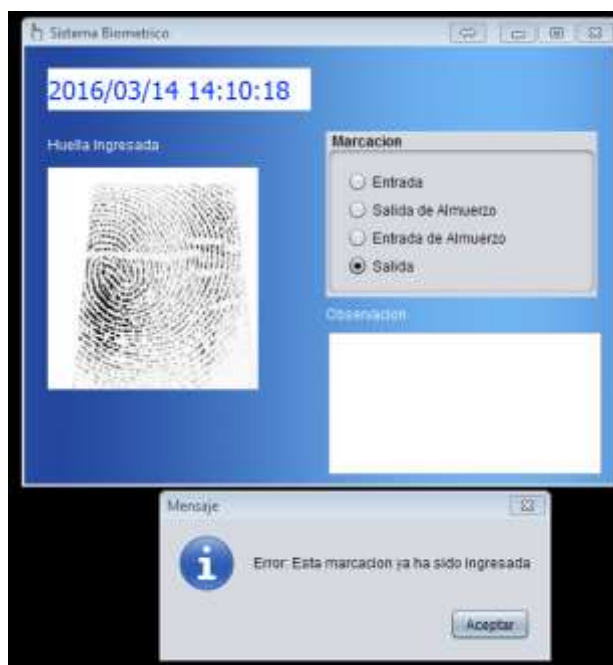 Sistema Biometrico
2016/03/14 14:10:18
Huella Ingresada
Marcacion
Entrada
Salida de Almuerzo
Entrada de Almuerzo
Salida
Observacion
Mensaje
Error: Esta marcacion ya ha sido ingresada
Aceptar